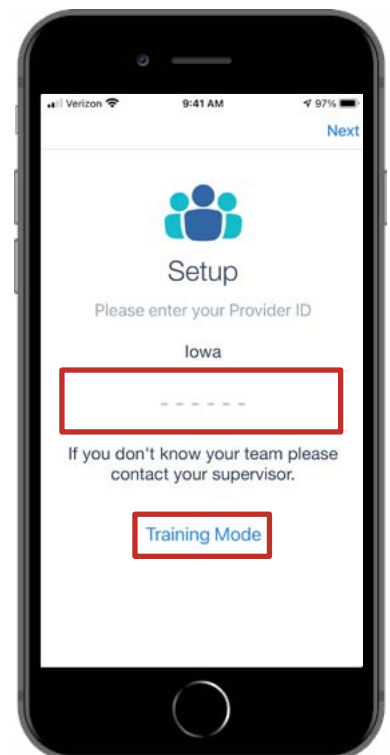 Verizon 9:41 AM 97%
Next
Setup
Please enter your Provider ID
Iowa
- - - - - -
If you don't know your team please
contact your supervisor.
Training Mode